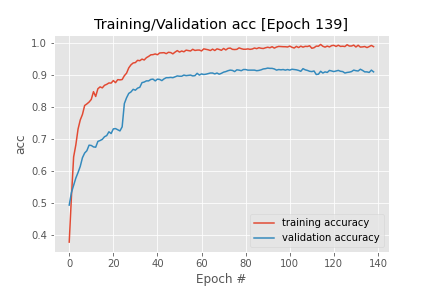 Training/Validation acc [Epoch 139]
1.0
0.9
0.8
0.7
0.6
0.5
0.4
acc
training accuracy
validation accuracy
0 20 40 60 80 100 120 140
Epoch #